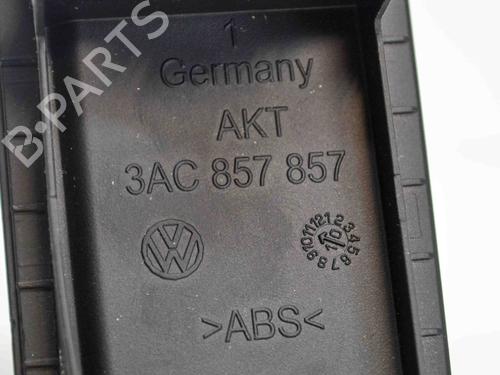 1
Germany
AKT
3AC 857 857
>ABS<
B·PARTS